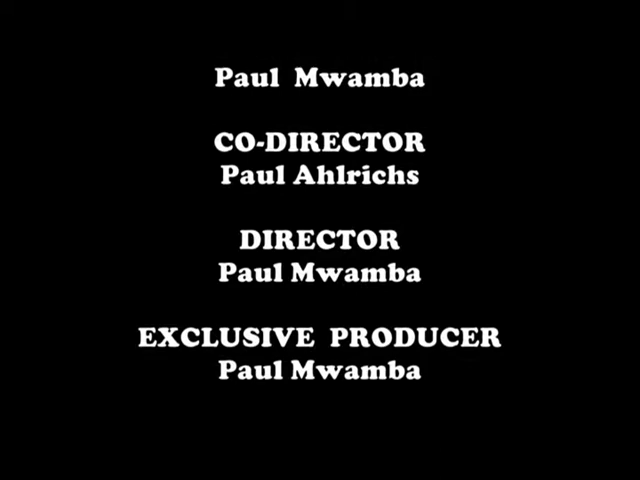 Paul Mwamba
CO-DIRECTOR
Paul Ahlrichs
DIRECTOR
Paul Mwamba
EXCLUSIVE PRODUCER
Paul Mwamba